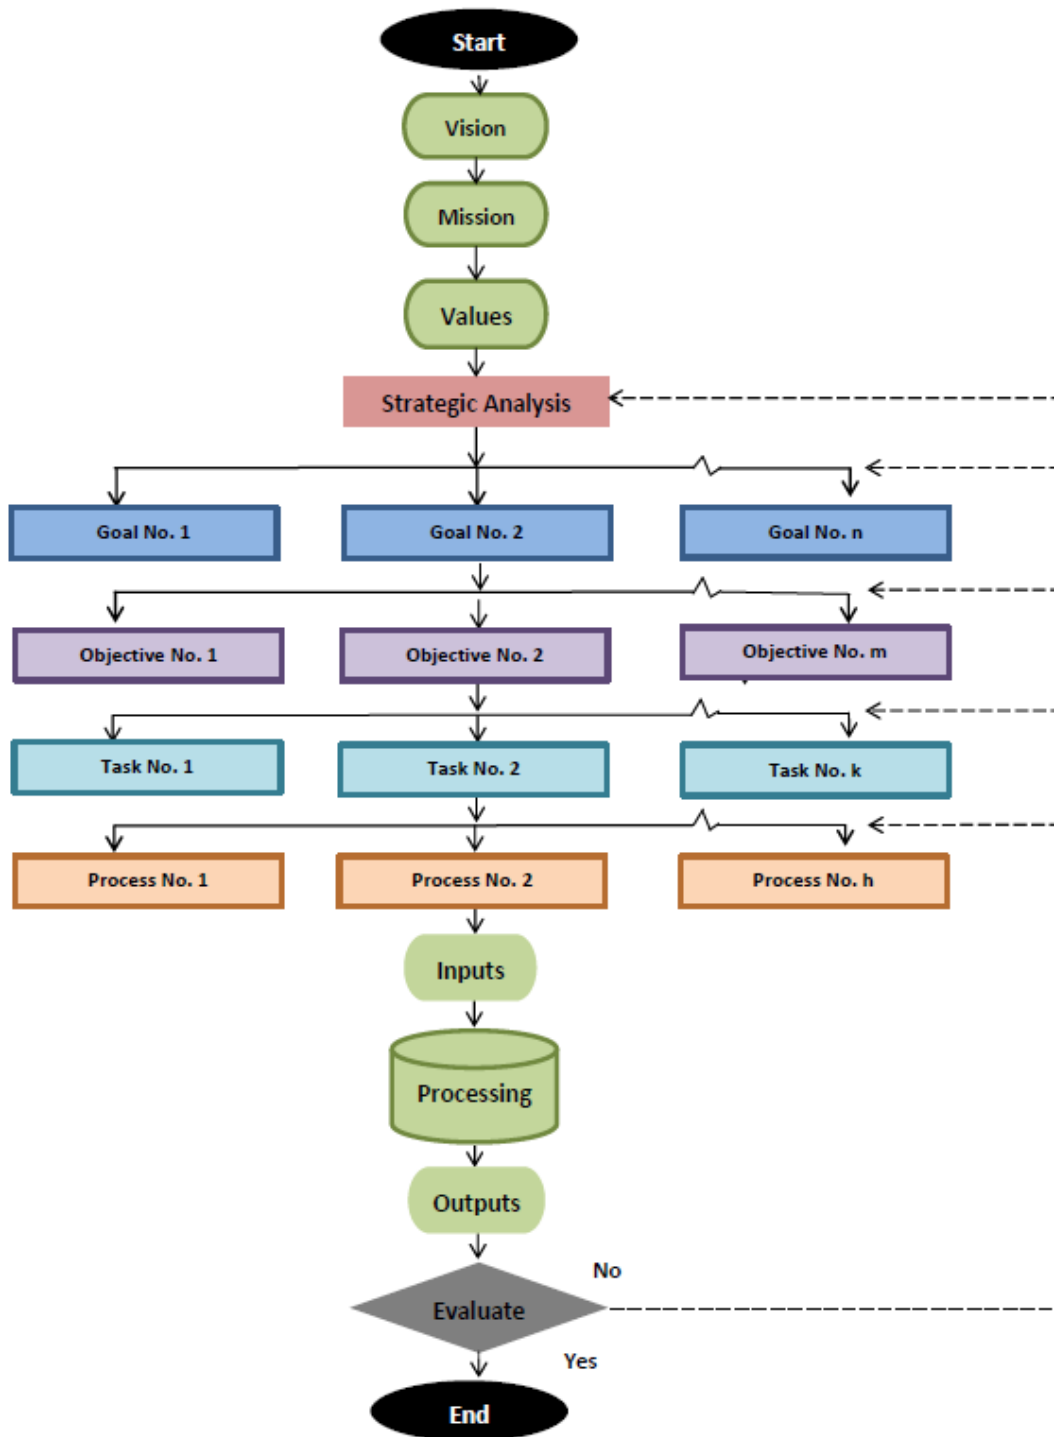 Start
Vision
Mission
Values
Strategic Analysis
Goal No. 1
Goal No. 2
Goal No. n
Objective No. 1
Objective No. 2
Objective No. m
Task No. 1
Task No. 2
Task No. k
Process No. 1
Process No. 2
Process No. h
Inputs
Processing
Outputs
No
Evaluate
Yes
End